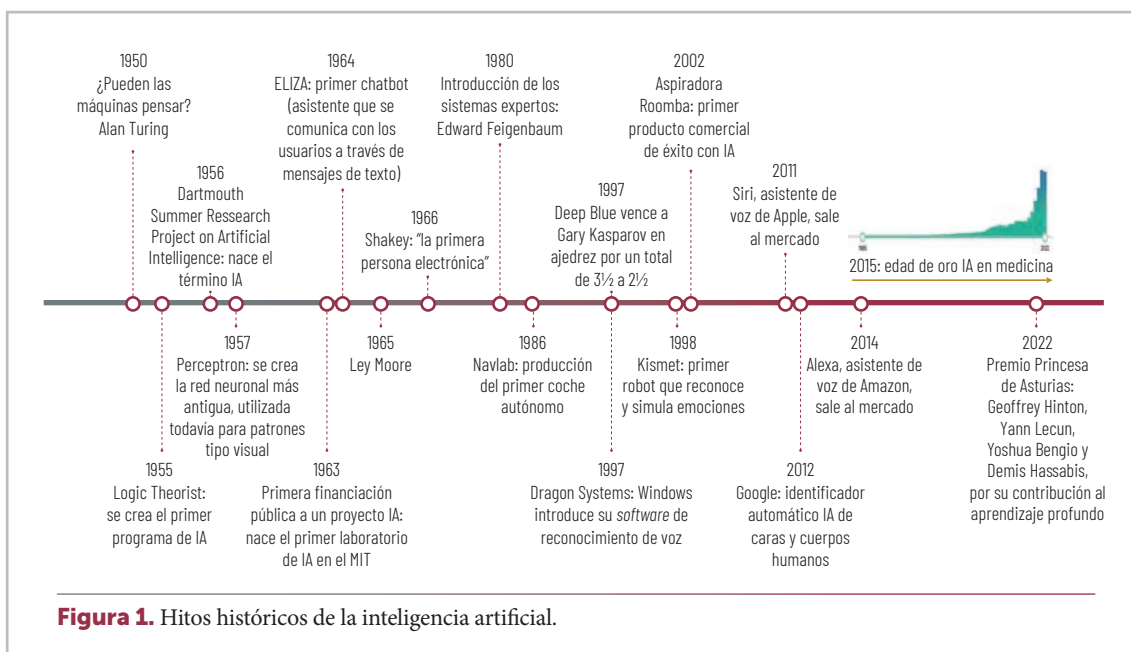 1950
¿Pueden las
máquinas pensar?
Alan Turing
1956
Dartmouth
Summer Ressearch
Project on Artificial
Intelligence: nace el
término IA
1964
ELIZA: primer chatbot
(asistente que se
comunica con los
usuarios a través de
mensajes de texto)
1966
Shakey: “la primera
persona electrónica”
1980
Introducción de los
sistemas expertos:
Edward Feigenbaum
1997
Deep Blue vence a
Gary Kasparov en
ajedrez por un total
de 3½ a 2½
2002
Aspiradora
Roomba: primer
producto comercial
de éxito con IA
2011
Siri, asistente de
voz de Apple, sale
al mercado
2022
2015: edad de oro IA en medicina
1955
Logic Theorist:
se crea el primer
programa de IA
1957
Perceptron: se crea
la red neuronal más
antigua, utilizada
todavía para patrones
tipo visual
1963
Primera financiación
pública a un proyecto IA:
nace el primer laboratorio
de IA en el MIT
1965
Ley Moore
1986
Navlab: producción
del primer coche
autónomo
1997
Dragon Systems: Windows
introduce su software de
reconocimiento de voz
1998
Kismet: primer
robot que reconoce
y simula emociones
2012
Google: identificador
automático IA de
caras y cuerpos
humanos
2014
Alexa, asistente de
voz de Amazon,
sale al mercado
2022
Premio Princesa
de Asturias:
Geoffrey Hinton,
Yann Lecun,
Yoshua Bengio y
Demis Hassabis,
por su contribución al
aprendizaje profundo
Figura 1. Hitos históricos de la inteligencia artificial.